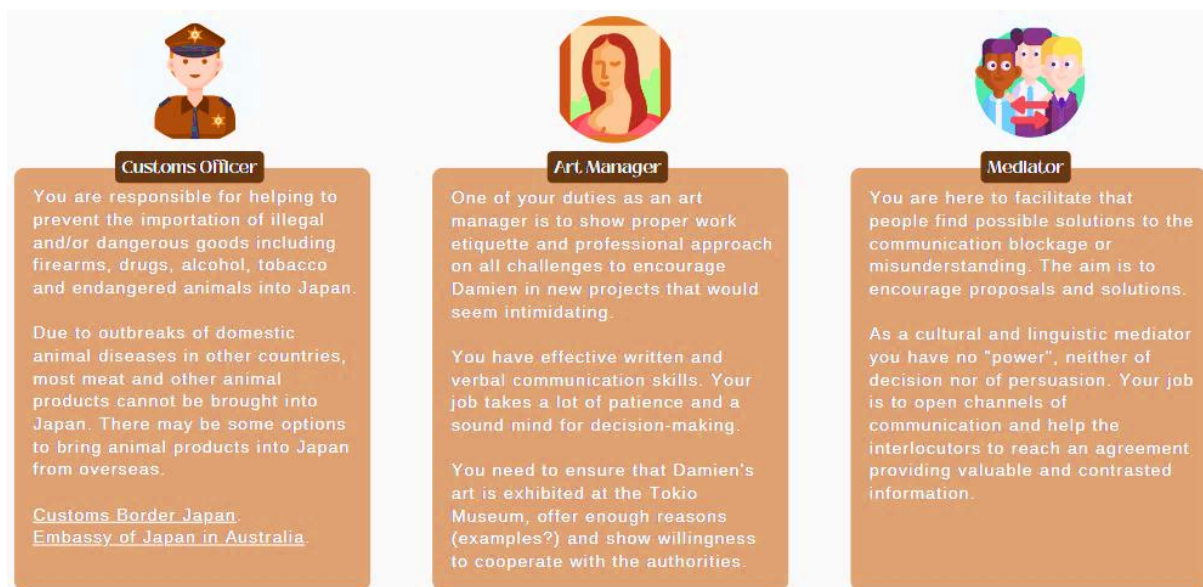 Customs Officer
You are responsible for helping to
prevent the importation of illegal
and/or dangerous goods including
firearms, drugs, alcohol, tobacco
and endangered animals into Japan.
Due to outbreaks of domestic
animal diseases in other countries,
most meat and other animal
products cannot be brought into
Japan. There may be some options
to bring animal products into Japan
from overseas.
Customs Border Japan.
Embassy of Japan in Australia.
Art Manager
One of your duties as an art
manager is to show proper work
etiquette and professional approach
on all challenges to encourage
Damien in new projects that would
seem intimidating.
You have effective written and
verbal communication skills. Your
job takes a lot of patience and a
sound mind for decision-making.
You need to ensure that Damien's
art is exhibited at the Tokio
Museum, offer enough reasons
(examples?) and show willingness
to cooperate with the authorities.
Mediator
You are here to facilitate that
people find possible solutions to the
communication blockage or
misunderstanding. The aim is to
encourage proposals and solutions.
As a cultural and linguistic mediator
you have no "power", neither of
decision nor of persuasion. Your job
is to open channels of
communication and help the
interlocutors to reach an agreement
providing valuable and contrasted
information.